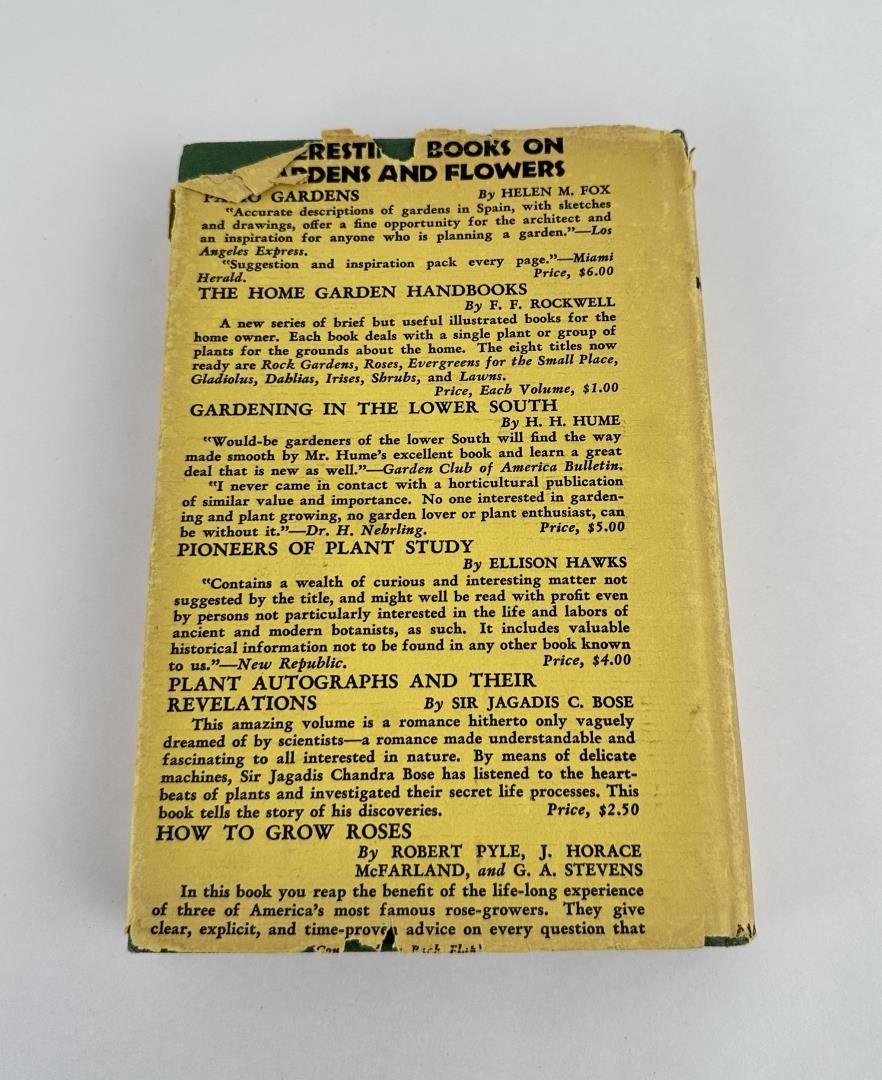 ERESTI BOOKS ON
RDENS AND FLOWERS
GARDENS By HELEN M. FOX
"Accurate descriptions of gardens in Spain, with sketches
and drawings, offer a fine opportunity for the architect and
an inspiration for anyone who is planning a garden."—Los
Angeles Express.
"Suggestion and inspiration pack every page."—Miami
Herald. Price, $6.00
THE HOME GARDEN HANDBOOKS
By F. F. ROCKWELL
A new series of brief but useful illustrated books for the
home owner. Each book deals with a single plant or group of
plants for the grounds about the home. The eight titles now
ready are Rock Gardens, Roses, Evergreens for the Small Place,
Gladiolus, Dahlias, Irises, Shrubs, and Lawns.
Price, Each Volume, $1.00
GARDENING IN THE LOWER SOUTH
By H. H. HUME
"Would-be gardeners of the lower South will find the way
made smooth by Mr. Hume's excellent book and learn a great
deal that is new as well."—Garden Club of America Bulletin.
"I never came in contact with a horticultural publication
of similar value and importance. No one interested in garden-
ing and plant growing, no garden lover or plant enthusiast, can
be without it."—Dr. H. Nehrling. Price, $5.00
PIONEERS OF PLANT STUDY
By ELLISON HAWKS
"Contains a wealth of curious and interesting matter not
suggested by the title, and might well be read with profit even
by persons not particularly interested in the life and labors of
ancient and modern botanists, as such. It includes valuable
historical information not to be found in any other book known
to us."—New Republic. Price, $4.00
PLANT AUTOGRAPHS AND THEIR
REVELATIONS By SIR JAGADIS C. BOSE
This amazing volume is a romance hitherto only vaguely
dreamed of by scientists—a romance made understandable and
fascinating to all interested in nature. By means of delicate
machines, Sir Jagadis Chandra Bose has listened to the heart-
beats of plants and investigated their secret life processes. This
book tells the story of his discoveries. Price, $2.50
HOW TO GROW ROSES
By ROBERT PYLE, J. HORACE
McFARLAND, and G. A. STEVENS
In this book you reap the benefit of the life-long experience
of three of America's most famous rose-growers. They give
clear, explicit, and time-proven advice on every question that